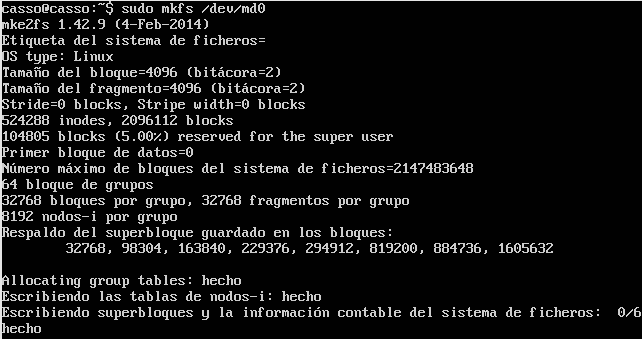 casso@casso:~$ sudo mkfs /dev/md0
mke2fs 1.42.9 (4-Feb-2014)
Etiqueta del sistema de ficheros=
OS type: Linux
Tamaño del bloque=4096 (bitácora=2)
Tamaño del fragmento=4096 (bitácora=2)
Stride=0 blocks, Stripe width=0 blocks
524288 inodes, 2096112 blocks
104805 blocks (5.00%) reserved for the super user
Primer bloque de datos=0
Número máximo de bloques del sistema de ficheros=2147483648
64 bloque de grupos
32768 bloques por grupo, 32768 fragmentos por grupo
8192 nodos-i por grupo
Respaldo del superbloque guardado en los bloques:
32768, 98304, 163840, 229376, 294912, 819200, 884736, 1605632
Allocating group tables: hecho
Escribiendo las tablas de nodos-i: hecho
Escribiendo superbloques y la información contable del sistema de ficheros:  0/6
hecho